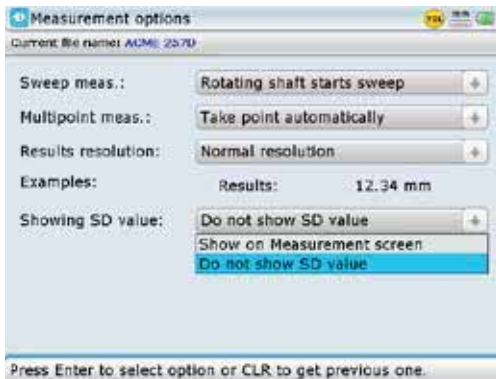 Measurement options
Current file name: ACME 257D
Sweep meas.: Rotating shaft starts sweep
Multipoint meas.: Take point automatically
Results resolution: Normal resolution
Examples: Results: 12.34 mm
Showing SD value: Do not show SD value
Show on Measurement screen
Do not show SD value
Press Enter to select option or CLR to get previous one.